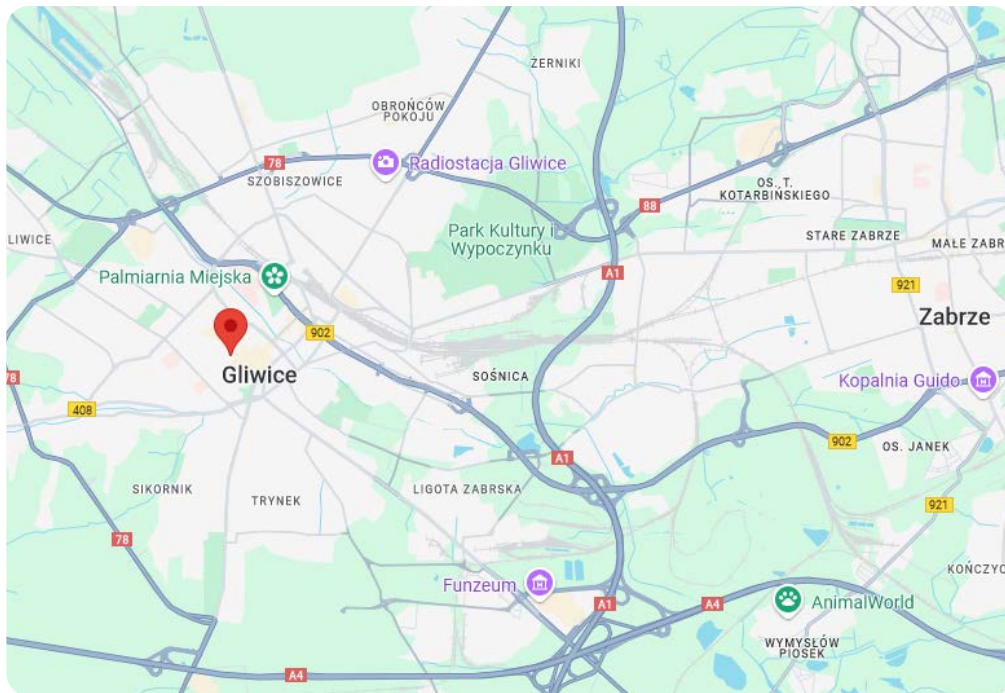 ŻERNIKI
OBROŃCÓW
POKOJU
78
Radiostacja Gliwice
SZOBISZOWICE
OS. T.
KOTARBIŃSKIEGO
88
Park Kultury i
Wypoczynku
LIWICE
STARE ZABRZE
MAŁE ZABR
Palmiarnia Miejska
A1
921
902
Zabrze
Gliwice
SOŚNICA
78
Kopalnia Guido
408
902
OS. JANEK
A1
SIKORNIK
LIGOTA ZABRSKA
TRYNEK
921
78
KOŃCZYC
Funzeum
A1
A4
AnimalWorld
WYMYSŁÓW
PIOSEK
A4